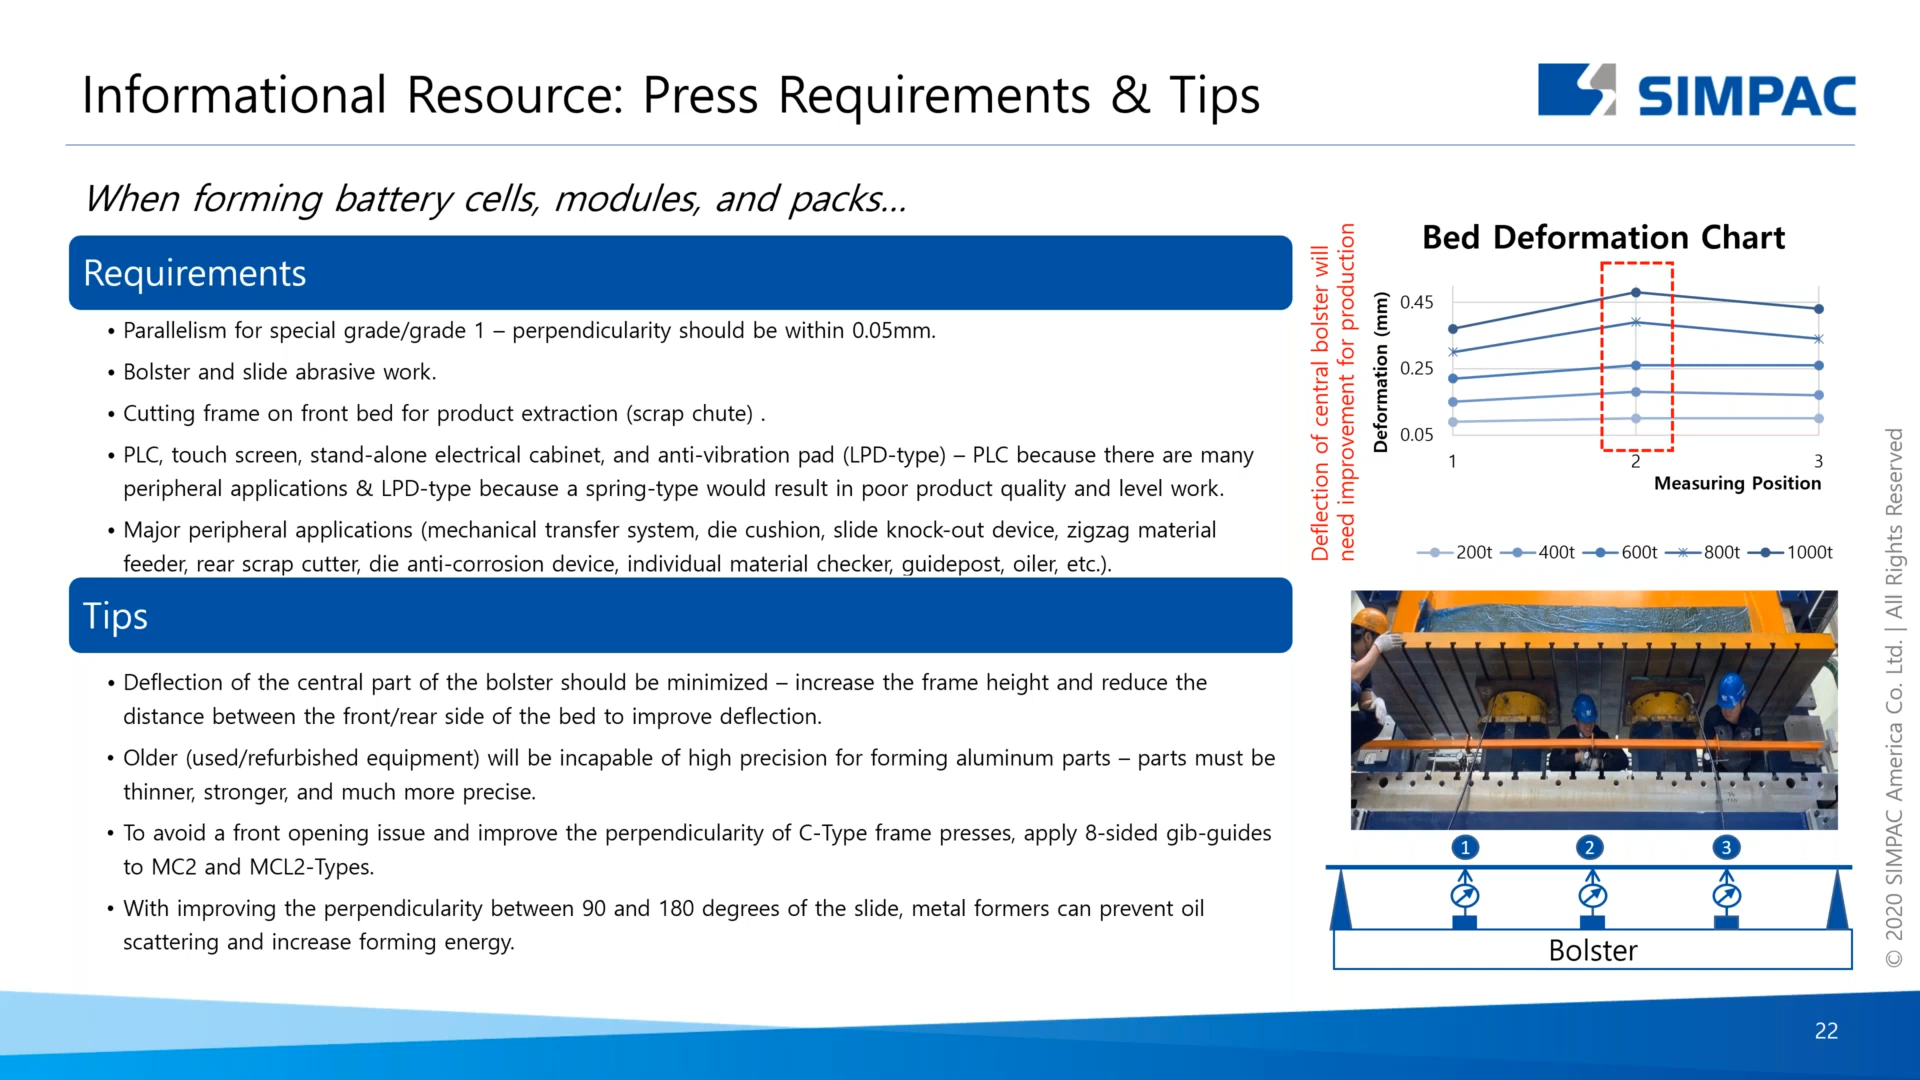 Informational Resource: Press Requirements & Tips
SIMPAC
When forming battery cells, modules, and packs...
Requirements
• Parallelism for special grade/grade 1 – perpendicularity should be within 0.05mm.
• Bolster and slide abrasive work.
• Cutting frame on front bed for product extraction (scrap chute) .
• PLC, touch screen, stand-alone electrical cabinet, and anti-vibration pad (LPD-type) – PLC because there are many
peripheral applications & LPD-type because a spring-type would result in poor product quality and level work.
• Major peripheral applications (mechanical transfer system, die cushion, slide knock-out device, zigzag material
feeder, rear scrap cutter, die anti-corrosion device, individual material checker, guidepost, oiler, etc.).
Tips
• Deflection of the central part of the bolster should be minimized – increase the frame height and reduce the
distance between the front/rear side of the bed to improve deflection.
• Older (used/refurbished equipment) will be incapable of high precision for forming aluminum parts – parts must be
thinner, stronger, and much more precise.
• To avoid a front opening issue and improve the perpendicularity of C-Type frame presses, apply 8-sided gib-guides
to MC2 and MCL2-Types.
• With improving the perpendicularity between 90 and 180 degrees of the slide, metal formers can prevent oil
scattering and increase forming energy.
Deflection of central bolster will
need improvement for production
Bed Deformation Chart
Deformation (mm)
0.45
0.25
0.05
1 2 3
Measuring Position
200t 400t 600t 800t 1000t
1 2 3
Bolster
© 2020 SIMPAC America Co. Ltd. | All Rights Reserved
22